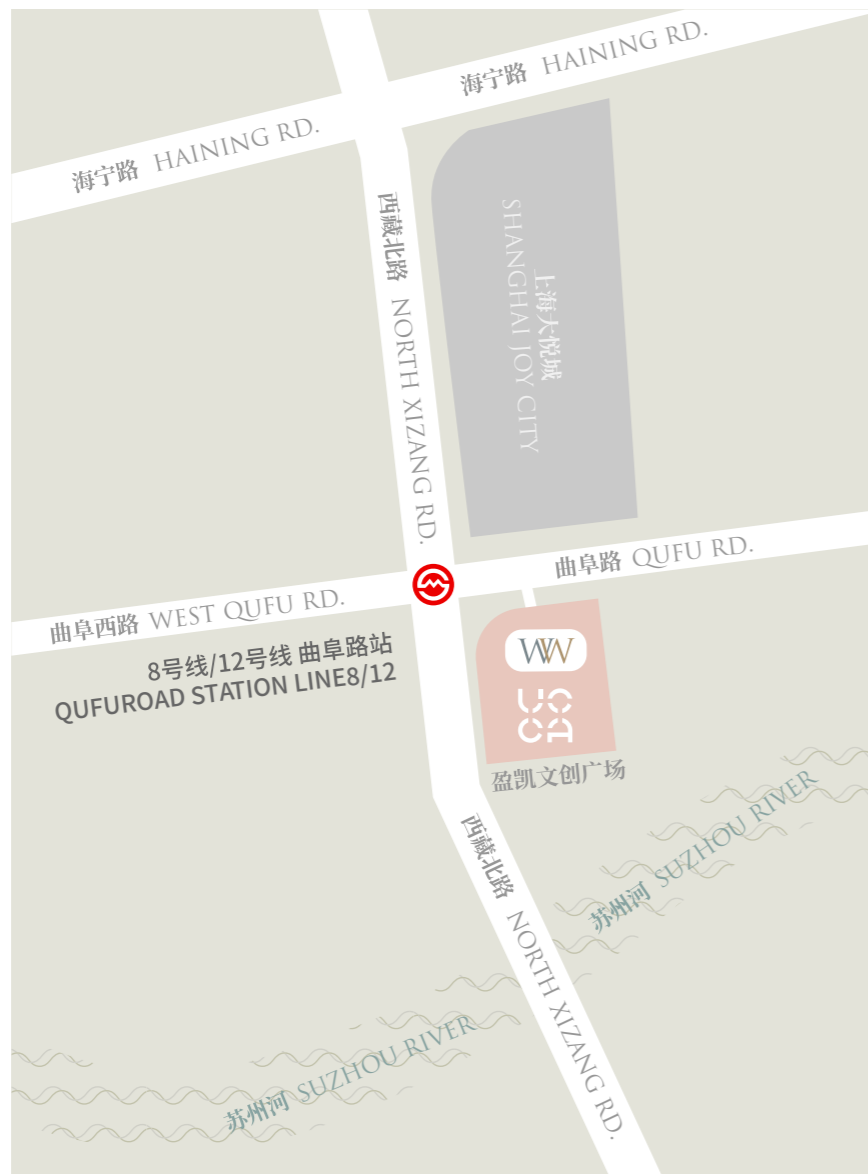 海宁路 HAINING RD.
海宁路 HAINING RD.
西藏北路 NORTH XIZANG RD.
上海大悦城
SHANGHAI JOY CITY
曲阜路 QUFU RD.
曲阜西路 WEST QUFU RD.
8号线/12号线 曲阜路站
QUFUROAD STATION LINE8/12
WW
UOCA
盈凯文创广场
西藏北路 NORTH XIZANG RD.
苏州河 SUZHOU RIVER
苏州河 SUZHOU RIVER